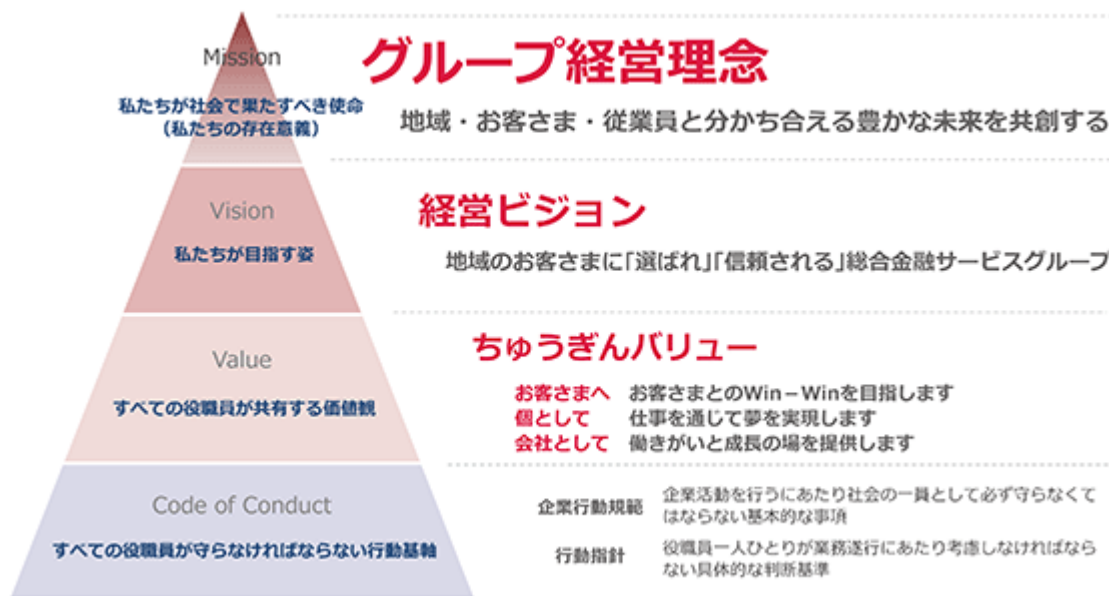 Mission
グループ経営理念
私たちが社会で果たすべき使命
（私たちの存在意義）
地域・お客さま・従業員と分かち合える豊かな未来を共創する
Vision
私たちが目指す姿
経営ビジョン
地域のお客さまに｢選ばれ｣｢信頼される｣総合金融サービスグループ
Value
すべての役職員が共有する価値観
ちゅうぎんバリュー
お客さまへ お客さまとのWin－Winを目指します
個として 仕事を通じて夢を実現します
会社として 働きがいと成長の場を提供します
Code of Conduct
すべての役職員が守らなければならない行動基軸
企業行動規範 企業活動を行うにあたり社会の一員として必ず守らなくて
はならない基本的な事項
行動指針 役職員一人ひとりが業務遂行にあたり考慮しなければなら
ない具体的な判断基準